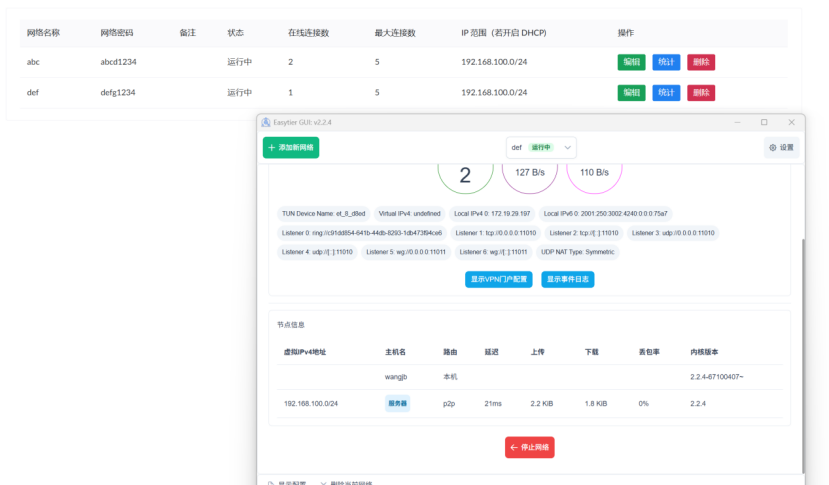 网络名称 网络密码 备注 状态 在线连接数 最大连接数 IP 范围（若开启 DHCP） 操作
abc abcd1234 运行中 2 5 192.168.100.0/24 编辑 统计 删除
def defg1234 运行中 1 5 192.168.100.0/24 编辑 统计 删除
Easytier GUI: v2.2.4
+ 添加新网络 def 运行中 设置
2 127 B/s 110 B/s
TUN Device Name: et_8_d8ed Virtual IPv4: undefined Local IPv4 0: 172.19.29.197 Local IPv6 0: 2001:250:3002:4240:0:0:0:75a7
Listener 0: ring://c91dd854-641b-44db-8293-1db473f94ce6 Listener 1: tcp://0.0.0.0:11010 Listener 2: tcp://[::]:11010 Listener 3: udp://0.0.0.0:11010
Listener 4: udp://[::]:11010 Listener 5: wg://0.0.0.0:11011 Listener 6: wg://[::]:11011 UDP NAT Type: Symmetric
显示VPN门户配置 显示事件日志
节点信息
虚拟IPv4地址 主机名 路由 延迟 上传 下载 丢包率 内核版本
wangjb 本机 2.2.4-67100407~
192.168.100.0/24 服务器 p2p 21ms 2.2 KiB 1.8 KiB 0% 2.2.4
← 停止网络
显示配置 删除当前网络